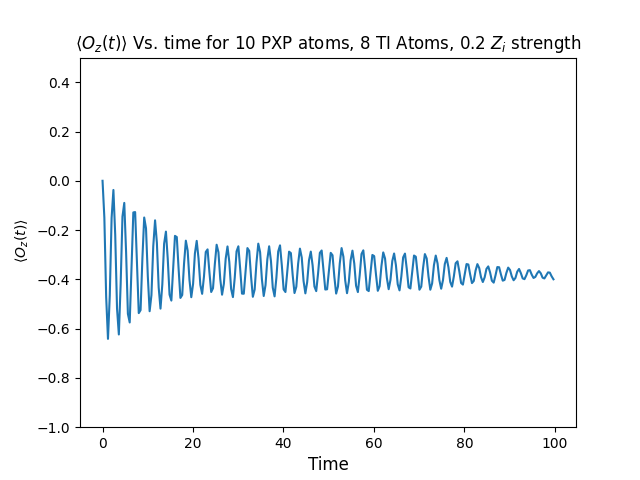 ⟨O_z(t)⟩ Vs. time for 10 PXP atoms, 8 TI Atoms, 0.2 Z_i strength
0.4
0.2
0.0
−0.2
−0.4
−0.6
−0.8
−1.0
⟨O_z(t)⟩
0 20 40 60 80 100
Time